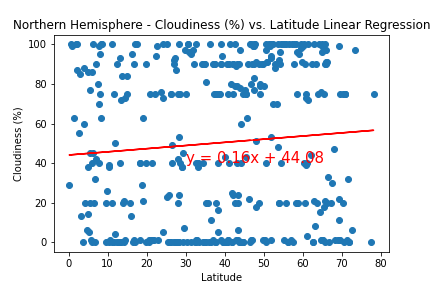 Northern Hemisphere - Cloudiness (%) vs. Latitude Linear Regression
100
80
60
40
20
0
Cloudiness (%)
y = 0.16x + 44.08
0 10 20 30 40 50 60 70 80
Latitude